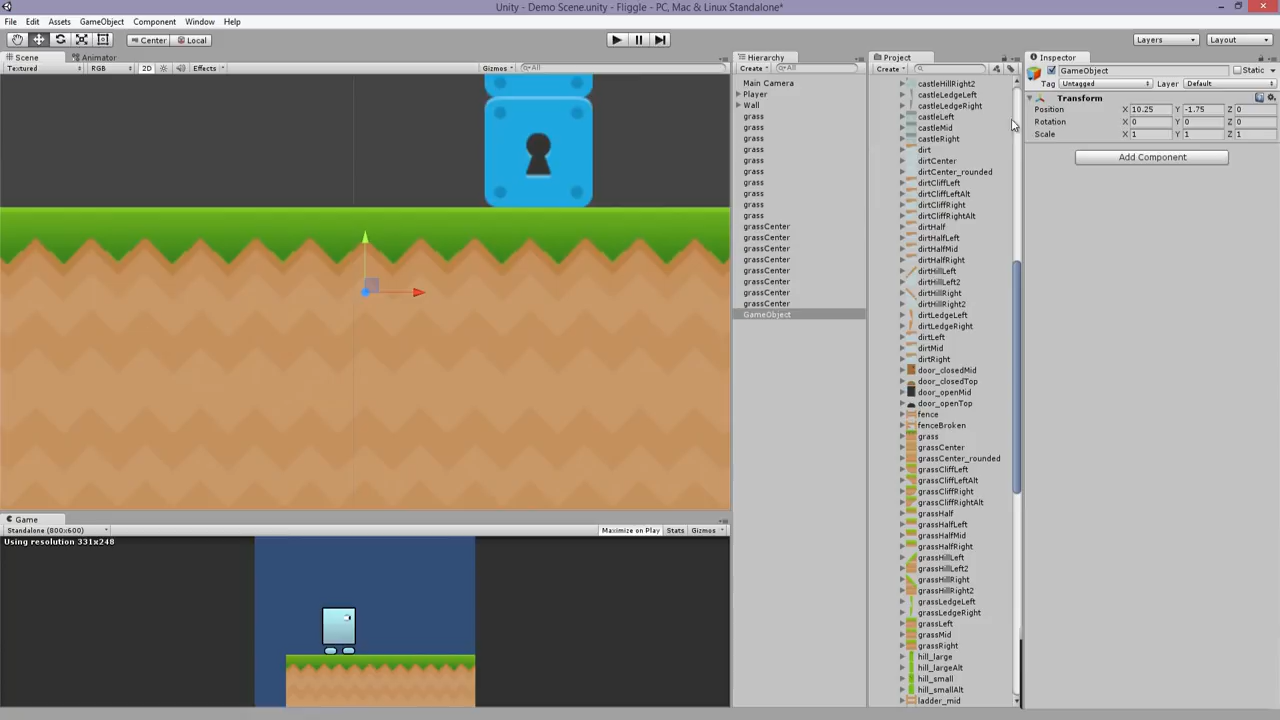 Unity - Demo Scene.unity - Fliggle - PC, Mac & Linux Standalone*
File Edit Assets GameObject Component Window Help
Center Local Layers Layout
Scene Animator
Textured RGB 2D Effects Gizmos All
Hierarchy
Create All
Main Camera
Player
Wall
grass
grass
grass
grass
grass
grass
grass
grass
grass
grass
grassCenter
grassCenter
grassCenter
grassCenter
grassCenter
grassCenter
grassCenter
grassCenter
GameObject
Project
Create
castleHillRight2
castleLedgeLeft
castleLedgeRight
castleLeft
castleMid
castleRight
dirt
dirtCenter
dirtCenter_rounded
dirtCliffLeft
dirtCliffLeftAlt
dirtCliffRight
dirtCliffRightAlt
dirtHalf
dirtHalfLeft
dirtHalfMid
dirtHalfRight
dirtHillLeft
dirtHillLeft2
dirtHillRight
dirtHillRight2
dirtLedgeLeft
dirtLedgeRight
dirtLeft
dirtMid
dirtRight
door_closedMid
door_closedTop
door_openMid
door_openTop
fence
fenceBroken
grass
grassCenter
grassCenter_rounded
grassCliffLeft
grassCliffLeftAlt
grassCliffRight
grassCliffRightAlt
grassHalf
grassHalfLeft
grassHalfMid
grassHalfRight
grassHillLeft
grassHillLeft2
grassHillRight
grassHillRight2
grassLedgeLeft
grassLedgeRight
grassLeft
grassMid
grassRight
hill_large
hill_largeAlt
hill_small
hill_smallAlt
ladder_mid
Inspector
GameObject Static
Tag Untagged Layer Default
Transform
Position X 10.25 Y -1.75 Z 0
Rotation X 0 Y 0 Z 0
Scale X 1 Y 1 Z 1
Add Component
Game
Standalone (800x600) Maximize on Play Stats Gizmos
Using resolution 331x248